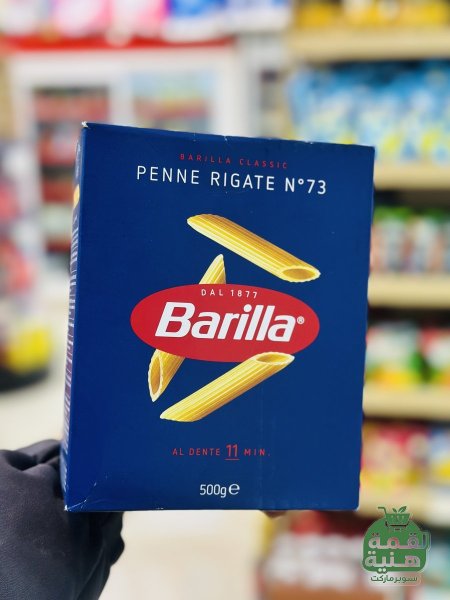 BARILLA CLASSIC
PENNE RIGATE N°73
DAL 1877
Barilla®
AL DENTE 11 MIN.
500g ℮
لقمة
هنية
سوبرماركت